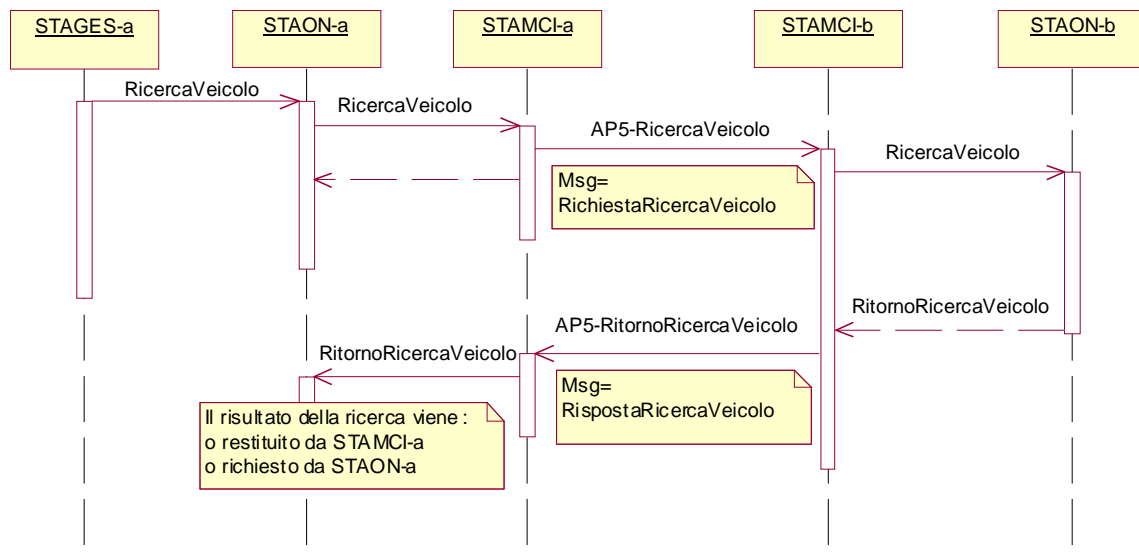 STAGES-a
STAON-a
STAMCI-a
STAMCI-b
STAON-b
RicercaVeicolo
RicercaVeicolo
AP5-RicercaVeicolo
RicercaVeicolo
Msg=
RichiestaRicercaVeicolo
RitornoRicercaVeicolo
AP5-RitornoRicercaVeicolo
RitornoRicercaVeicolo
Msg=
RispostaRicercaVeicolo
Il risultato della ricerca viene :
o restituito da STAMCI-a
o richiesto da STAON-a